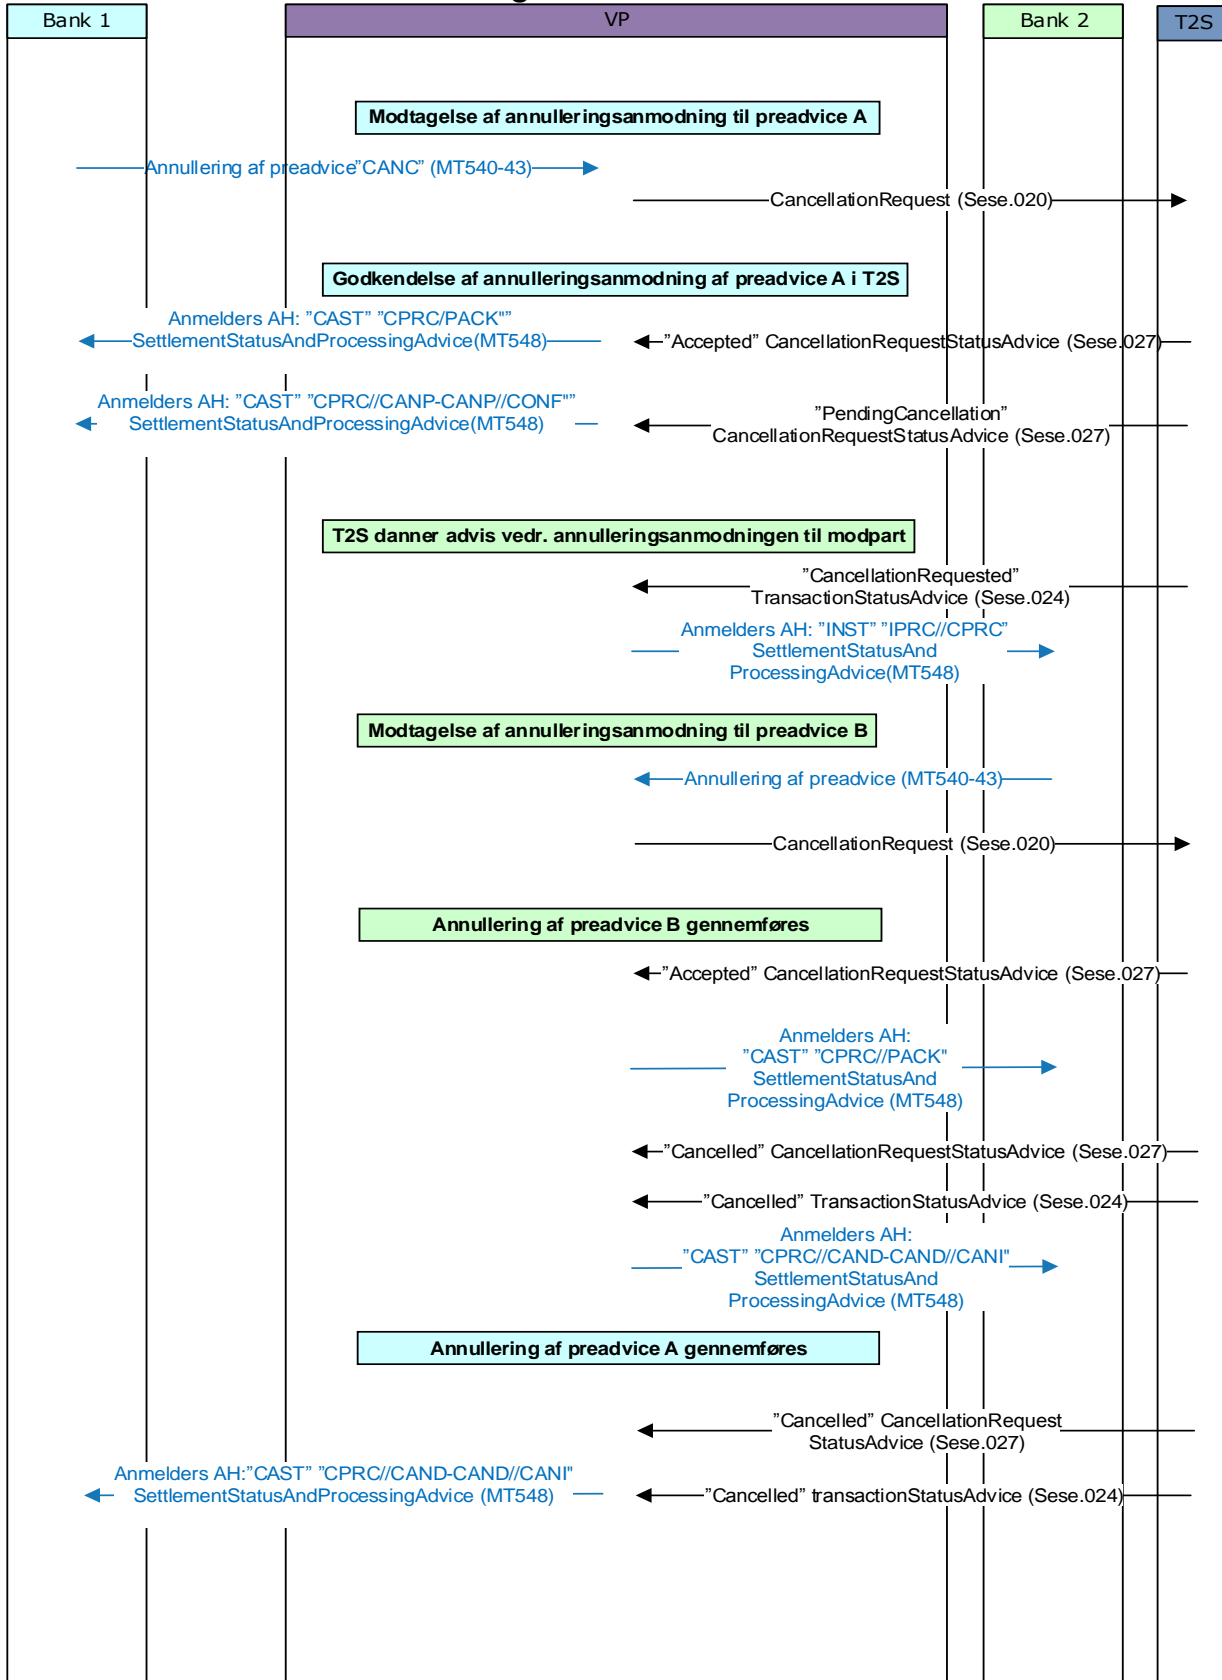 Bank 1
VP
Bank 2
T2S
Modtagelse af annulleringsanmodning til preadvice A
Annullering af preadvice"CANC" (MT540-43)
CancellationRequest (Sese.020)
Godkendelse af annulleringsanmodning af preadvice A i T2S
Anmelders AH: "CAST" "CPRC/PACK""
SettlementStatusAndProcessingAdvice(MT548)
"Accepted" CancellationRequestStatusAdvice (Sese.027)
Anmelders AH: "CAST" "CPRC//CANP-CANP//CONF""
SettlementStatusAndProcessingAdvice(MT548)
"PendingCancellation"
CancellationRequestStatusAdvice (Sese.027)
T2S danner advis vedr. annulleringsanmodningen til modpart
"CancellationRequested"
TransactionStatusAdvice (Sese.024)
Anmelders AH: "INST" "IPRC//CPRC"
SettlementStatusAnd
ProcessingAdvice(MT548)
Modtagelse af annulleringsanmodning til preadvice B
Annullering af preadvice (MT540-43)
CancellationRequest (Sese.020)
Annullering af preadvice B gennemføres
"Accepted" CancellationRequestStatusAdvice (Sese.027)
Anmelders AH:
"CAST" "CPRC//PACK"
SettlementStatusAnd
ProcessingAdvice (MT548)
"Cancelled" CancellationRequestStatusAdvice (Sese.027)
"Cancelled" TransactionStatusAdvice (Sese.024)
Anmelders AH:
"CAST" "CPRC//CAND-CAND//CANI"
SettlementStatusAnd
ProcessingAdvice (MT548)
Annullering af preadvice A gennemføres
"Cancelled" CancellationRequest
StatusAdvice (Sese.027)
Anmelders AH:"CAST" "CPRC//CAND-CAND//CANI"
SettlementStatusAndProcessingAdvice (MT548)
"Cancelled" transactionStatusAdvice (Sese.024)